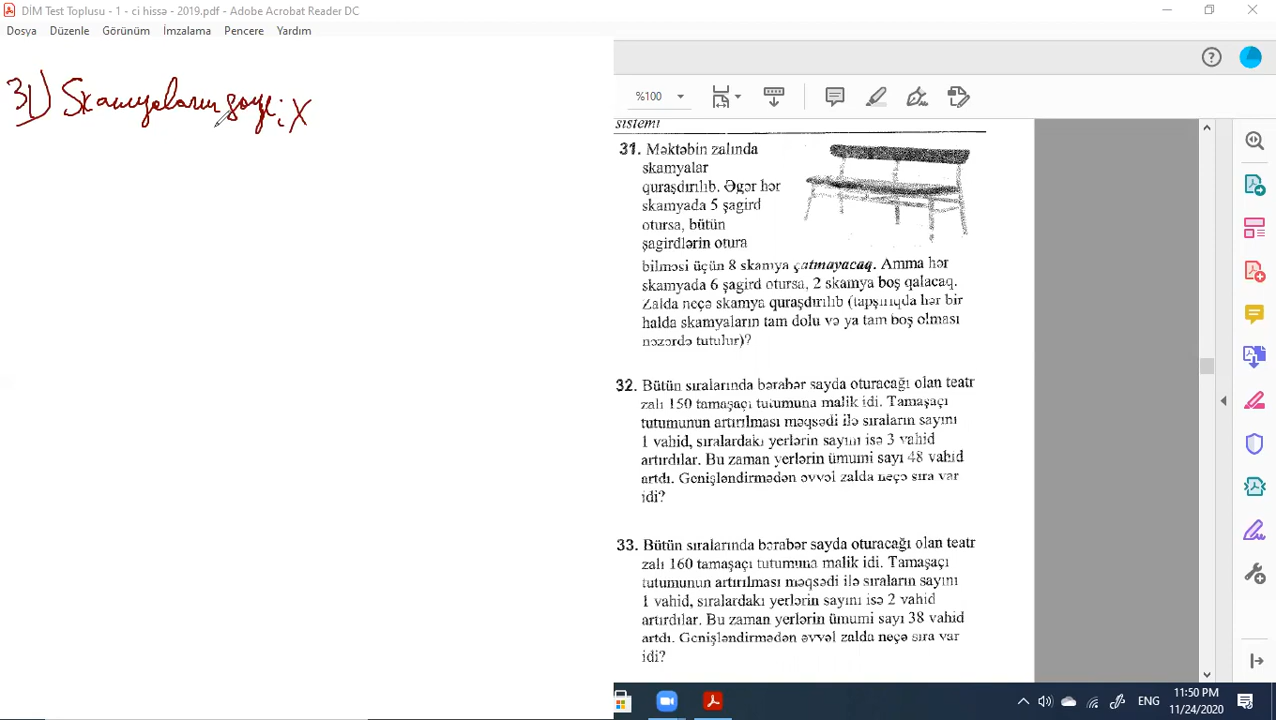 DİM Test Toplusu - 1 - ci hissə - 2019.pdf - Adobe Acrobat Reader DC
Dosya Düzenle Görünüm İmzalama Pencere Yardım
31) Skamyaların sayı; X
%100
sistemi
31. Məktəbin zalında
skamyalar
quraşdırılıb. Əgər hər
skamyada 5 şagird
otursa, bütün
şagirdlərin otura
bilməsi üçün 8 skamya çatmayacaq. Amma hər
skamyada 6 şagird otursa, 2 skamya boş qalacaq.
Zalda neçə skamya quraşdırılıb (tapşırıqda hər bir
halda skamyaların tam dolu və ya tam boş olması
nəzərdə tutulur)?
32. Bütün sıralarında bərabər sayda oturacağı olan teatr
zalı 150 tamaşaçı tutumuna malik idi. Tamaşaçı
tutumunun artırılması məqsədi ilə sıraların sayını
1 vahid, sıralardakı yerlərin sayını isə 3 vahid
artırdılar. Bu zaman yerlərin ümumi sayı 48 vahid
artdı. Genişləndirmədən əvvəl zalda neçə sıra var
idi?
33. Bütün sıralarında bərabər sayda oturacağı olan teatr
zalı 160 tamaşaçı tutumuna malik idi. Tamaşaçı
tutumunun artırılması məqsədi ilə sıraların sayını
1 vahid, sıralardakı yerlərin sayını isə 2 vahid
artırdılar. Bu zaman yerlərin ümumi sayı 38 vahid
artdı. Genişləndirmədən əvvəl zalda neçə sıra var
idi?
ENG
11:50 PM
11/24/2020